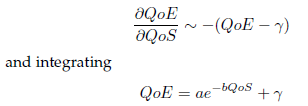 ∂QoE/∂QoS ∼ −(QoE − γ)
and integrating
QoE = ae^{−bQoS} + γ